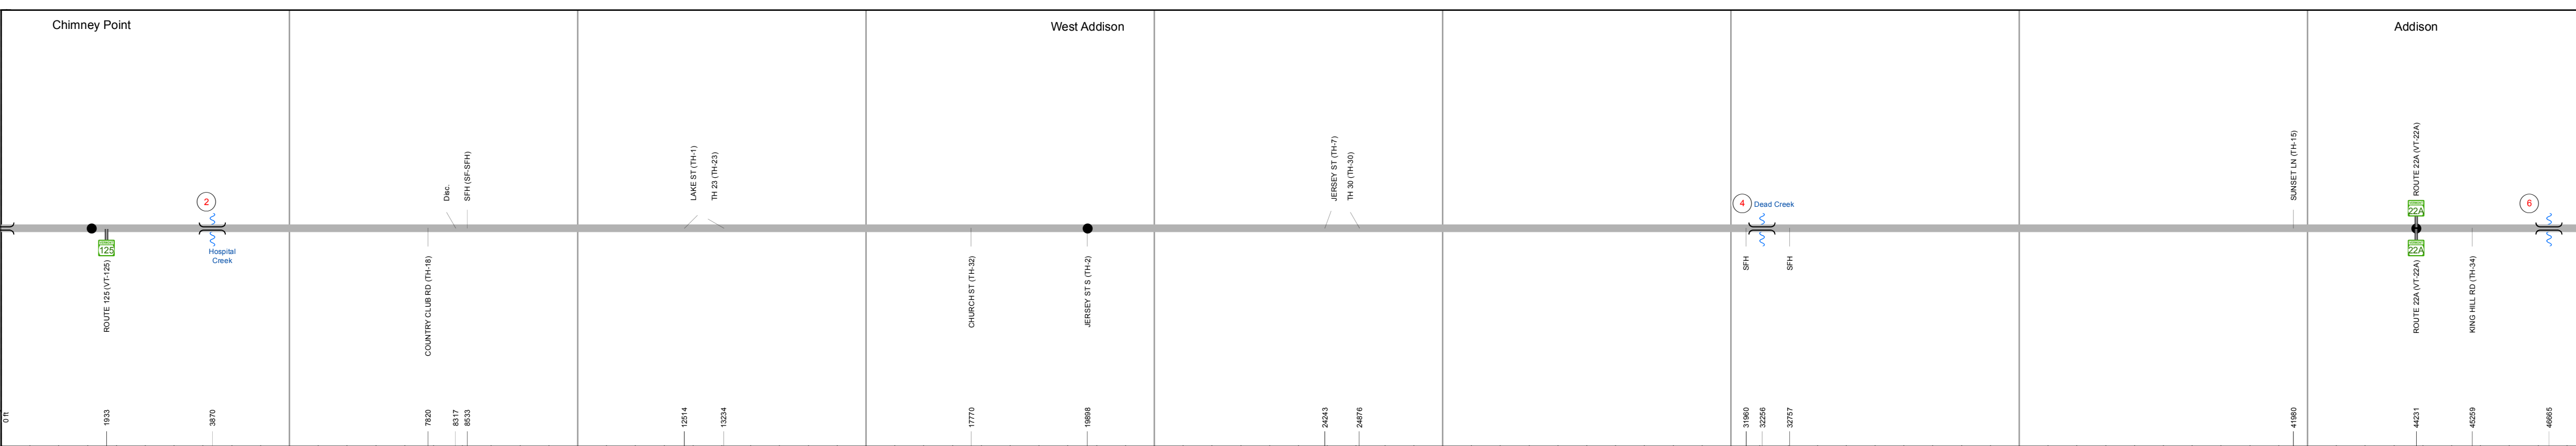 Chimney Point
West Addison
Addison
Disc.
SFH (SF-SFH)
LAKE ST (TH-1)
TH 23 (TH-23)
JERSEY ST (TH-7)
TH 30 (TH-30)
SUNSET LN (TH-15)
ROUTE 22A (VT-22A)
2
4
Dead Creek
6
22A
125
Hospital
Creek
22A
ROUTE 125 (VT-125)
COUNTRY CLUB RD (TH-18)
CHURCH ST (TH-32)
JERSEY ST S (TH-2)
SFH
SFH
ROUTE 22A (VT-22A)
KING HILL RD (TH-34)
0 ft
1933
3870
7820
8317
8533
12514
13234
17770
19898
24243
24876
31960
32256
32757
41980
44231
45259
46665